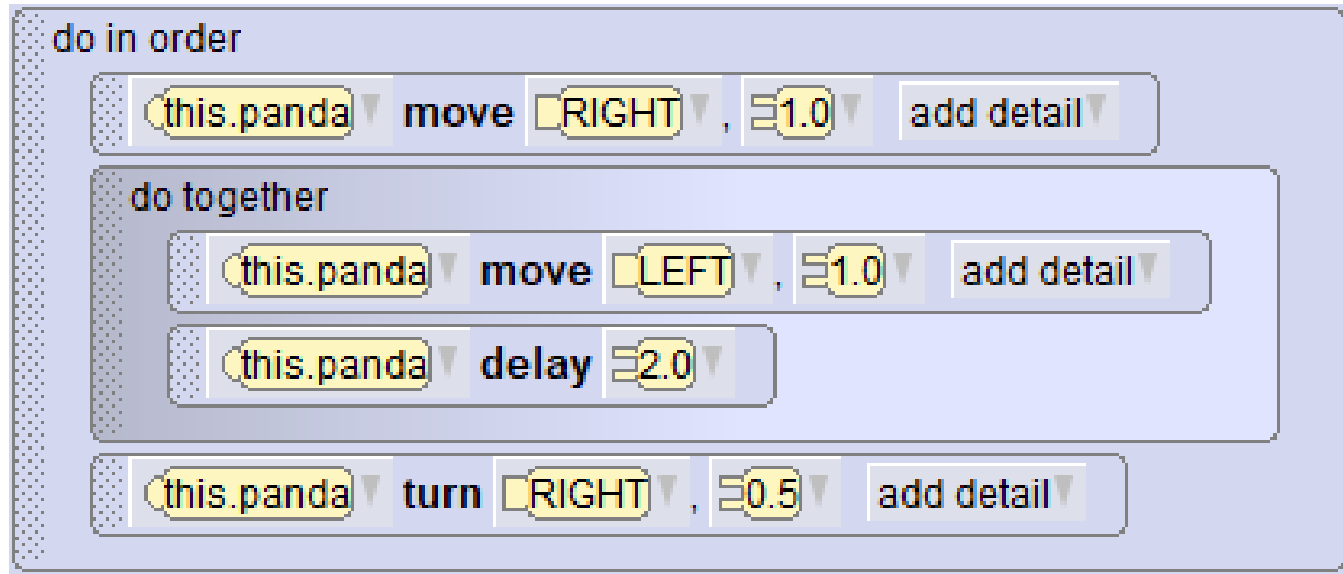 do in order
this.panda move RIGHT , 1.0 add detail
do together
this.panda move LEFT , 1.0 add detail
this.panda delay 2.0
this.panda turn RIGHT , 0.5 add detail